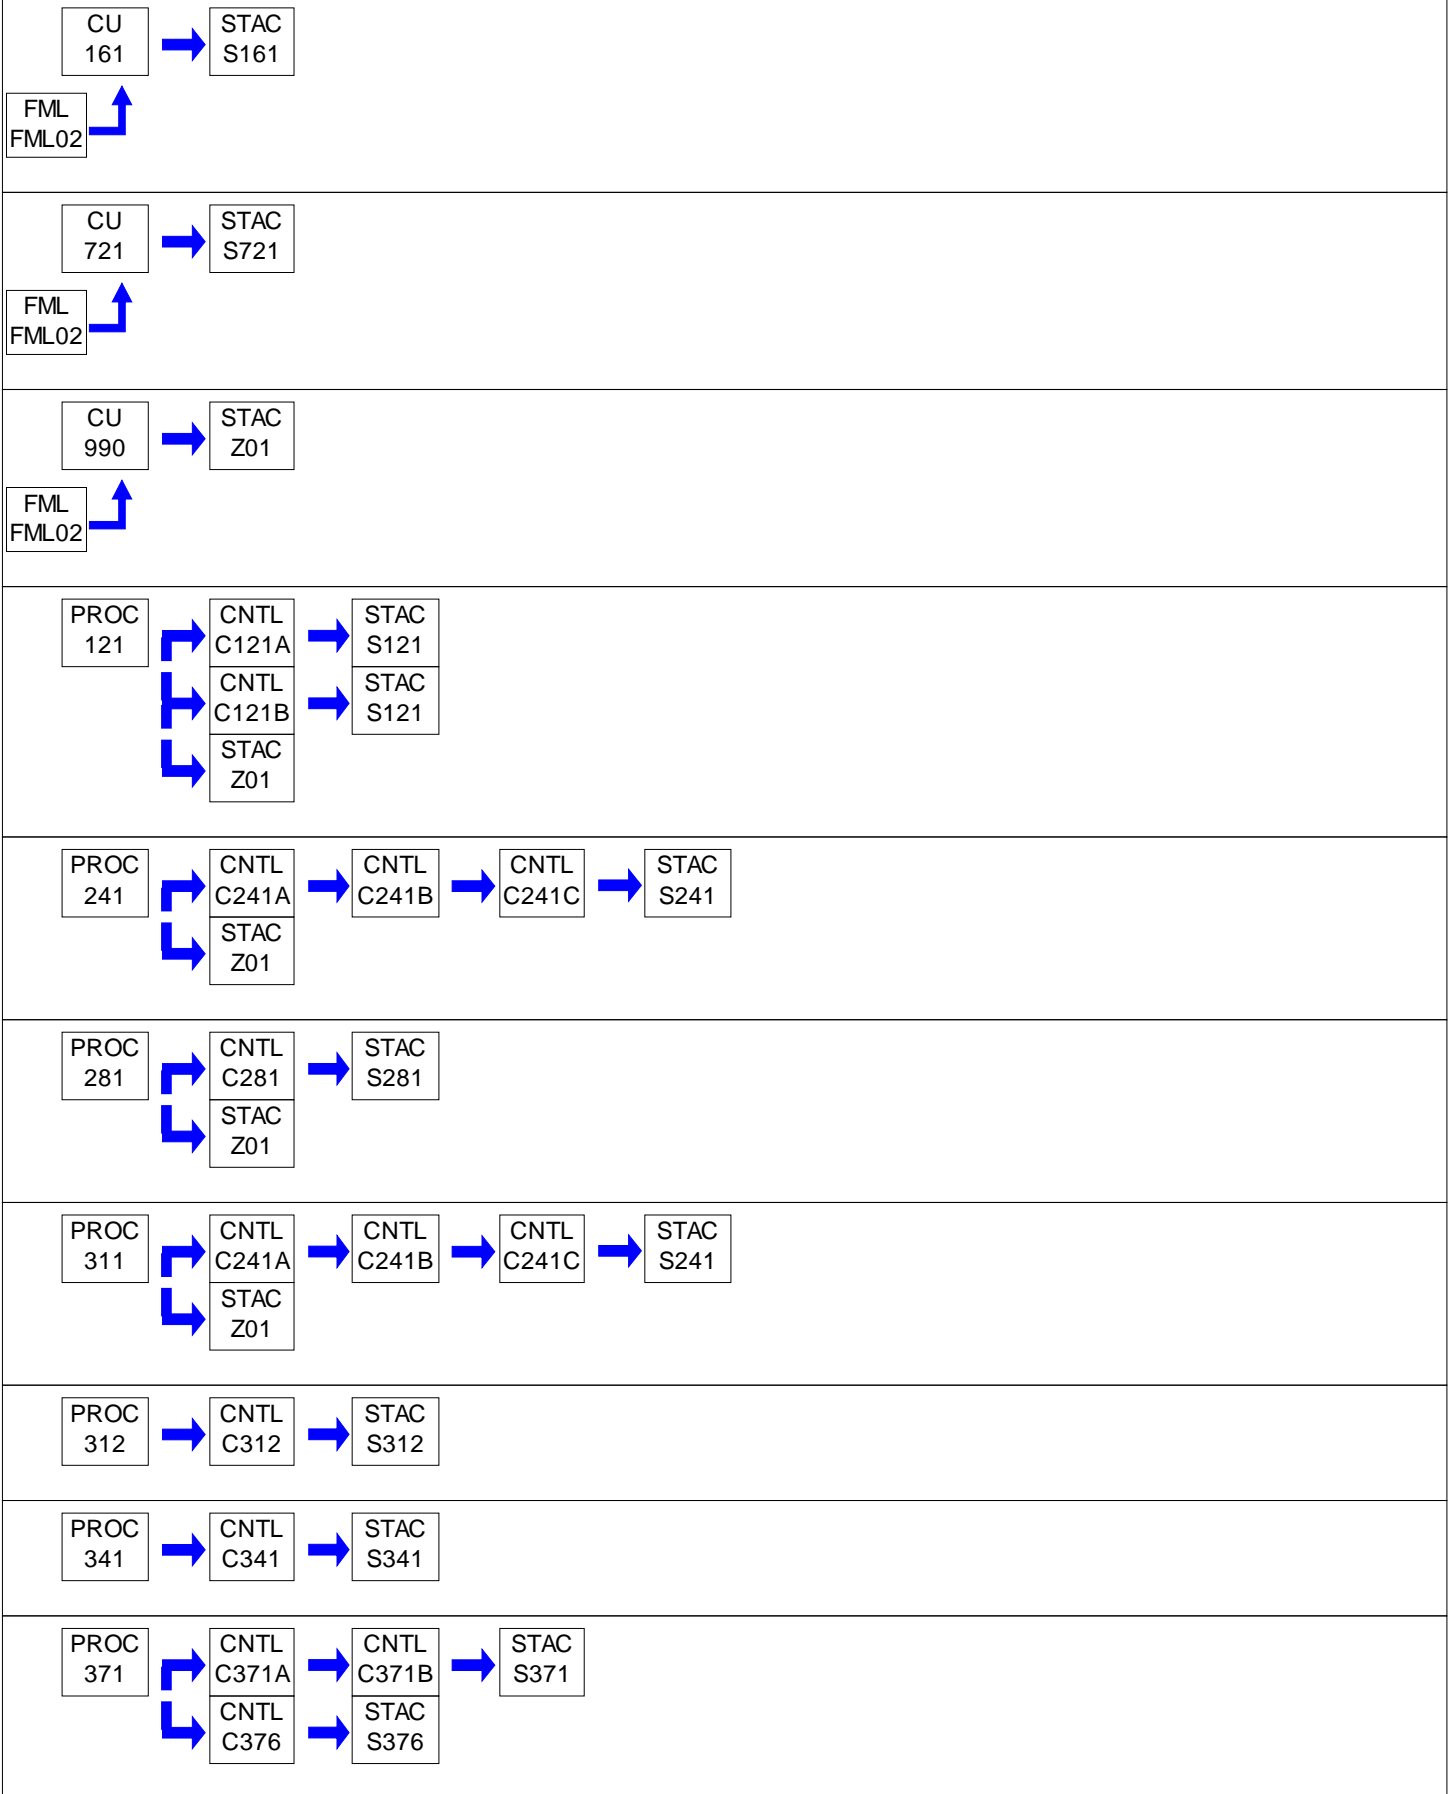 CU
161
STAC
S161
FML
FML02
CU
721
STAC
S721
FML
FML02
CU
990
STAC
Z01
FML
FML02
PROC
121
CNTL
C121A
STAC
S121
CNTL
C121B
STAC
S121
STAC
Z01
PROC
241
CNTL
C241A
CNTL
C241B
CNTL
C241C
STAC
S241
STAC
Z01
PROC
281
CNTL
C281
STAC
S281
STAC
Z01
PROC
311
CNTL
C241A
CNTL
C241B
CNTL
C241C
STAC
S241
STAC
Z01
PROC
312
CNTL
C312
STAC
S312
PROC
341
CNTL
C341
STAC
S341
PROC
371
CNTL
C371A
CNTL
C371B
STAC
S371
CNTL
C376
STAC
S376